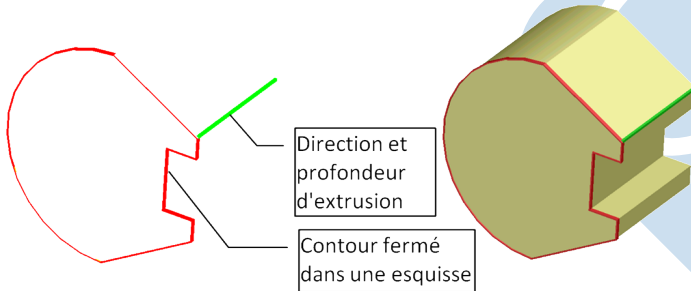 Direction et
profondeur
d'extrusion
Contour fermé
dans une esquisse